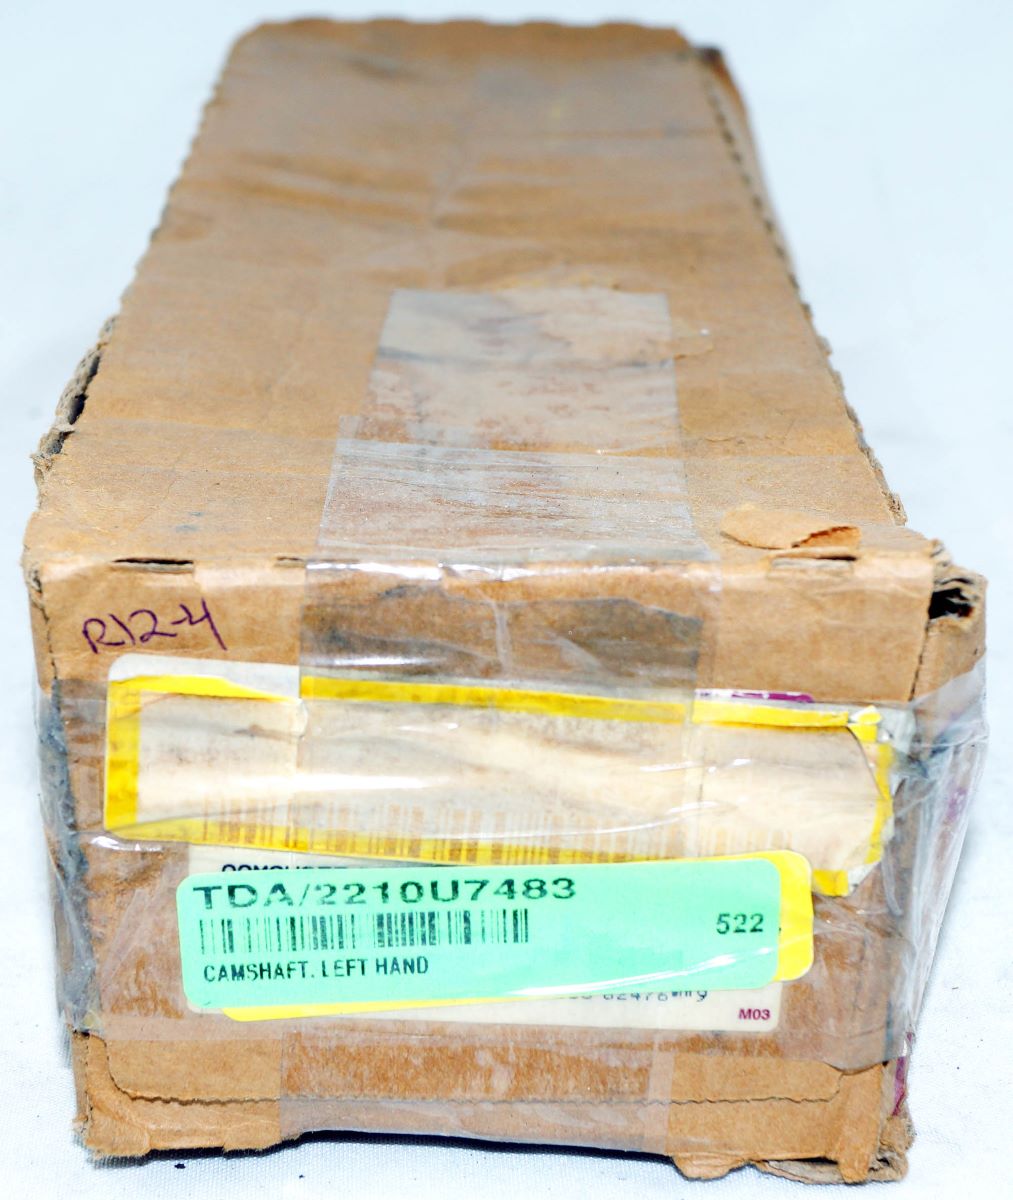 R12-4
TDA/2210U7483
522
CAMSHAFT. LEFT HAND
M03